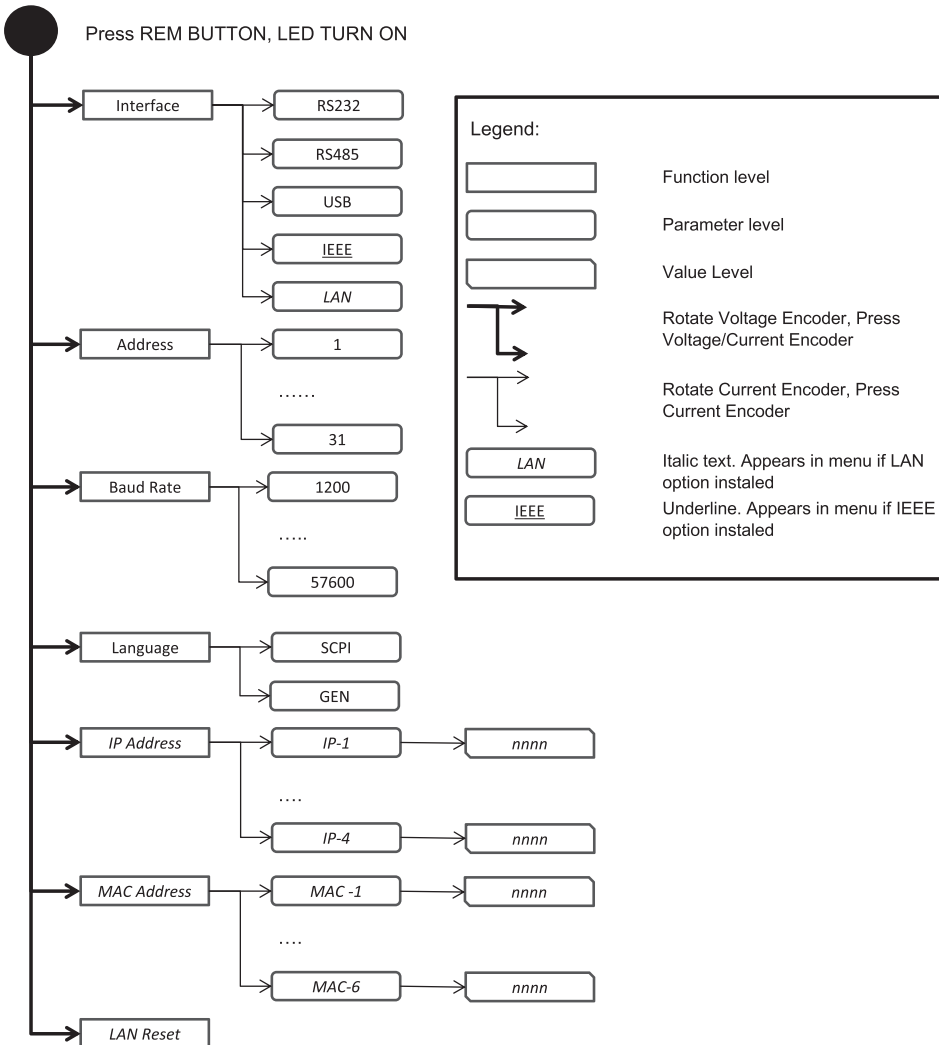 Press REM BUTTON, LED TURN ON
Interface
RS232
RS485
USB
IEEE
LAN
Address
1
......
31
Baud Rate
1200
.....
57600
Language
SCPI
GEN
IP Address
IP-1
nnnn
....
IP-4
nnnn
MAC Address
MAC -1
nnnn
....
MAC-6
nnnn
LAN Reset
Legend:
Function level
Parameter level
Value Level
Rotate Voltage Encoder, Press
Voltage/Current Encoder
Rotate Current Encoder, Press
Current Encoder
LAN
Italic text. Appears in menu if LAN
option instaled
IEEE
Underline. Appears in menu if IEEE
option instaled